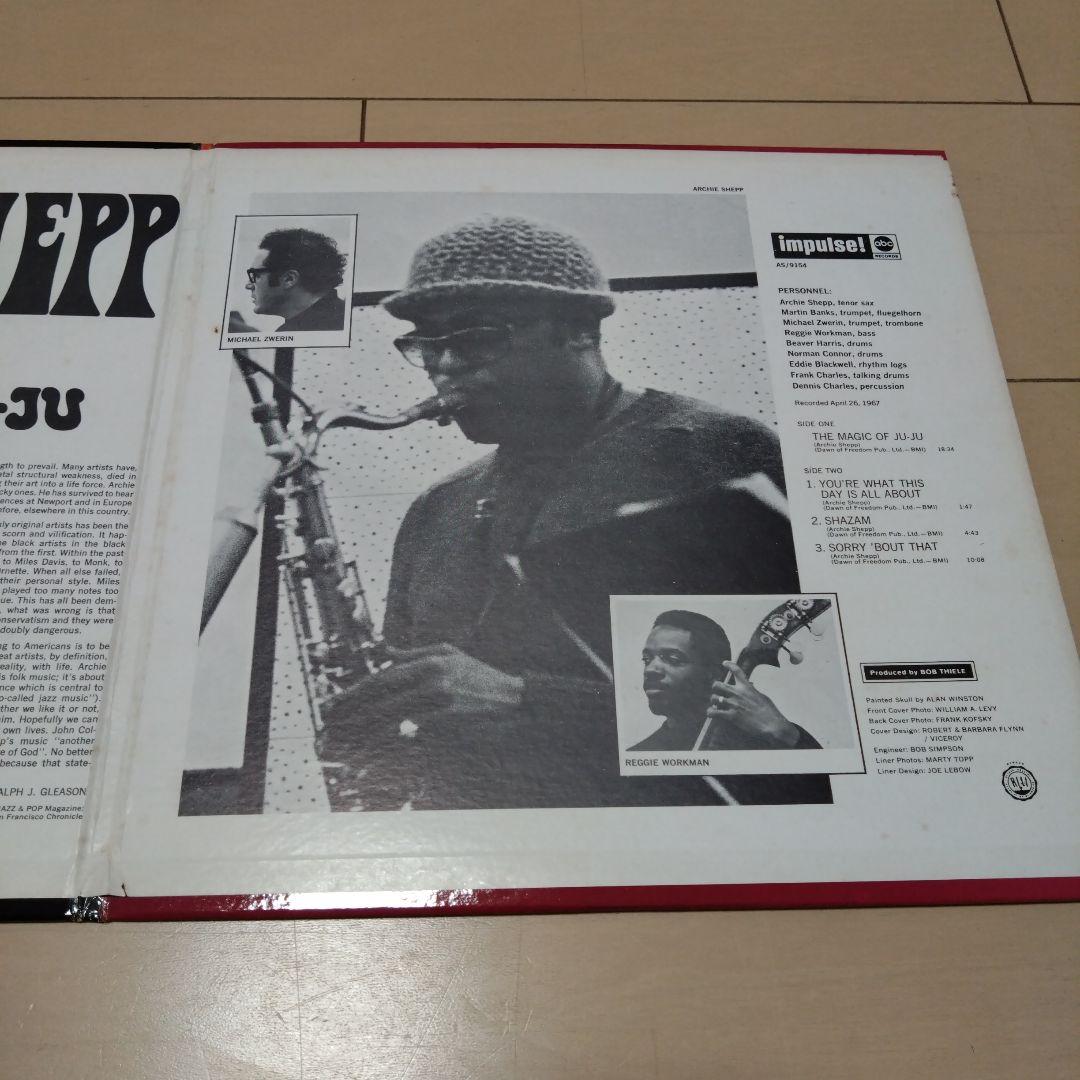 HEPP
-JU
gth to prevail. Many artists have,
etal structural weakness, died in
their art into a life force. Archie
cky ones. He has survived to hear
ences at Newport and in Europe
efore, elsewhere in this country.
kly original artists has been the
scorn and vilification. It hap-
he black artists in the black
from the first. Within the past
to Miles Davis, to Monk, to
rnette. When all else failed,
their personal style. Miles
played too many notes too
ue. This has all been dem-
, what was wrong is that
onservatism and they were
doubly dangerous.
ng to Americans is to be
eat artists, by definition,
eality, with life. Archie
is folk music; it's about
nce which is central to
o-called jazz music'').
ther we like it or not,
him. Hopefully we can
own lives. John Col-
p's music ''another
e of God''. No better
because that state-
ALPH J. GLEASON
JAZZ & POP Magazine;
n Francisco Chronicle
ARCHIE SHEPP
MICHAEL ZWERIN
REGGIE WORKMAN
impulse! abc
RECORDS
AS/9154
PERSONNEL:
Archie Shepp, tenor sax
Martin Banks, trumpet, fluegelhorn
Michael Zwerin, trumpet, trombone
Reggie Workman, bass
Beaver Harris, drums
Norman Connor, drums
Eddie Blackwell, rhythm logs
Frank Charles, talking drums
Dennis Charles, percussion
Recorded April 26, 1967
SIDE ONE
THE MAGIC OF JU-JU
(Archie Shepp)
(Dawn of Freedom Pub., Ltd.—BMI) 18:34
SIDE TWO
1. YOU'RE WHAT THIS
DAY IS ALL ABOUT
(Archie Shepp)
(Dawn of Freedom Pub., Ltd.—BMI) 1:47
2. SHAZAM
(Archie Shepp)
(Dawn of Freedom Pub., Ltd.—BMI) 4:43
3. SORRY 'BOUT THAT
(Archie Shepp)
(Dawn of Freedom Pub., Ltd.—BMI) 10:08
Produced by BOB THIELE
Painted Skull by ALAN WINSTON
Front Cover Photo: WILLIAM A. LEVY
Back Cover Photo: FRANK KOFSKY
Cover Design: ROBERT & BARBARA FLYNN
/ VICEROY
Engineer: BOB SIMPSON
Liner Photos: MARTY TOPP
Liner Design: JOE LEBOW